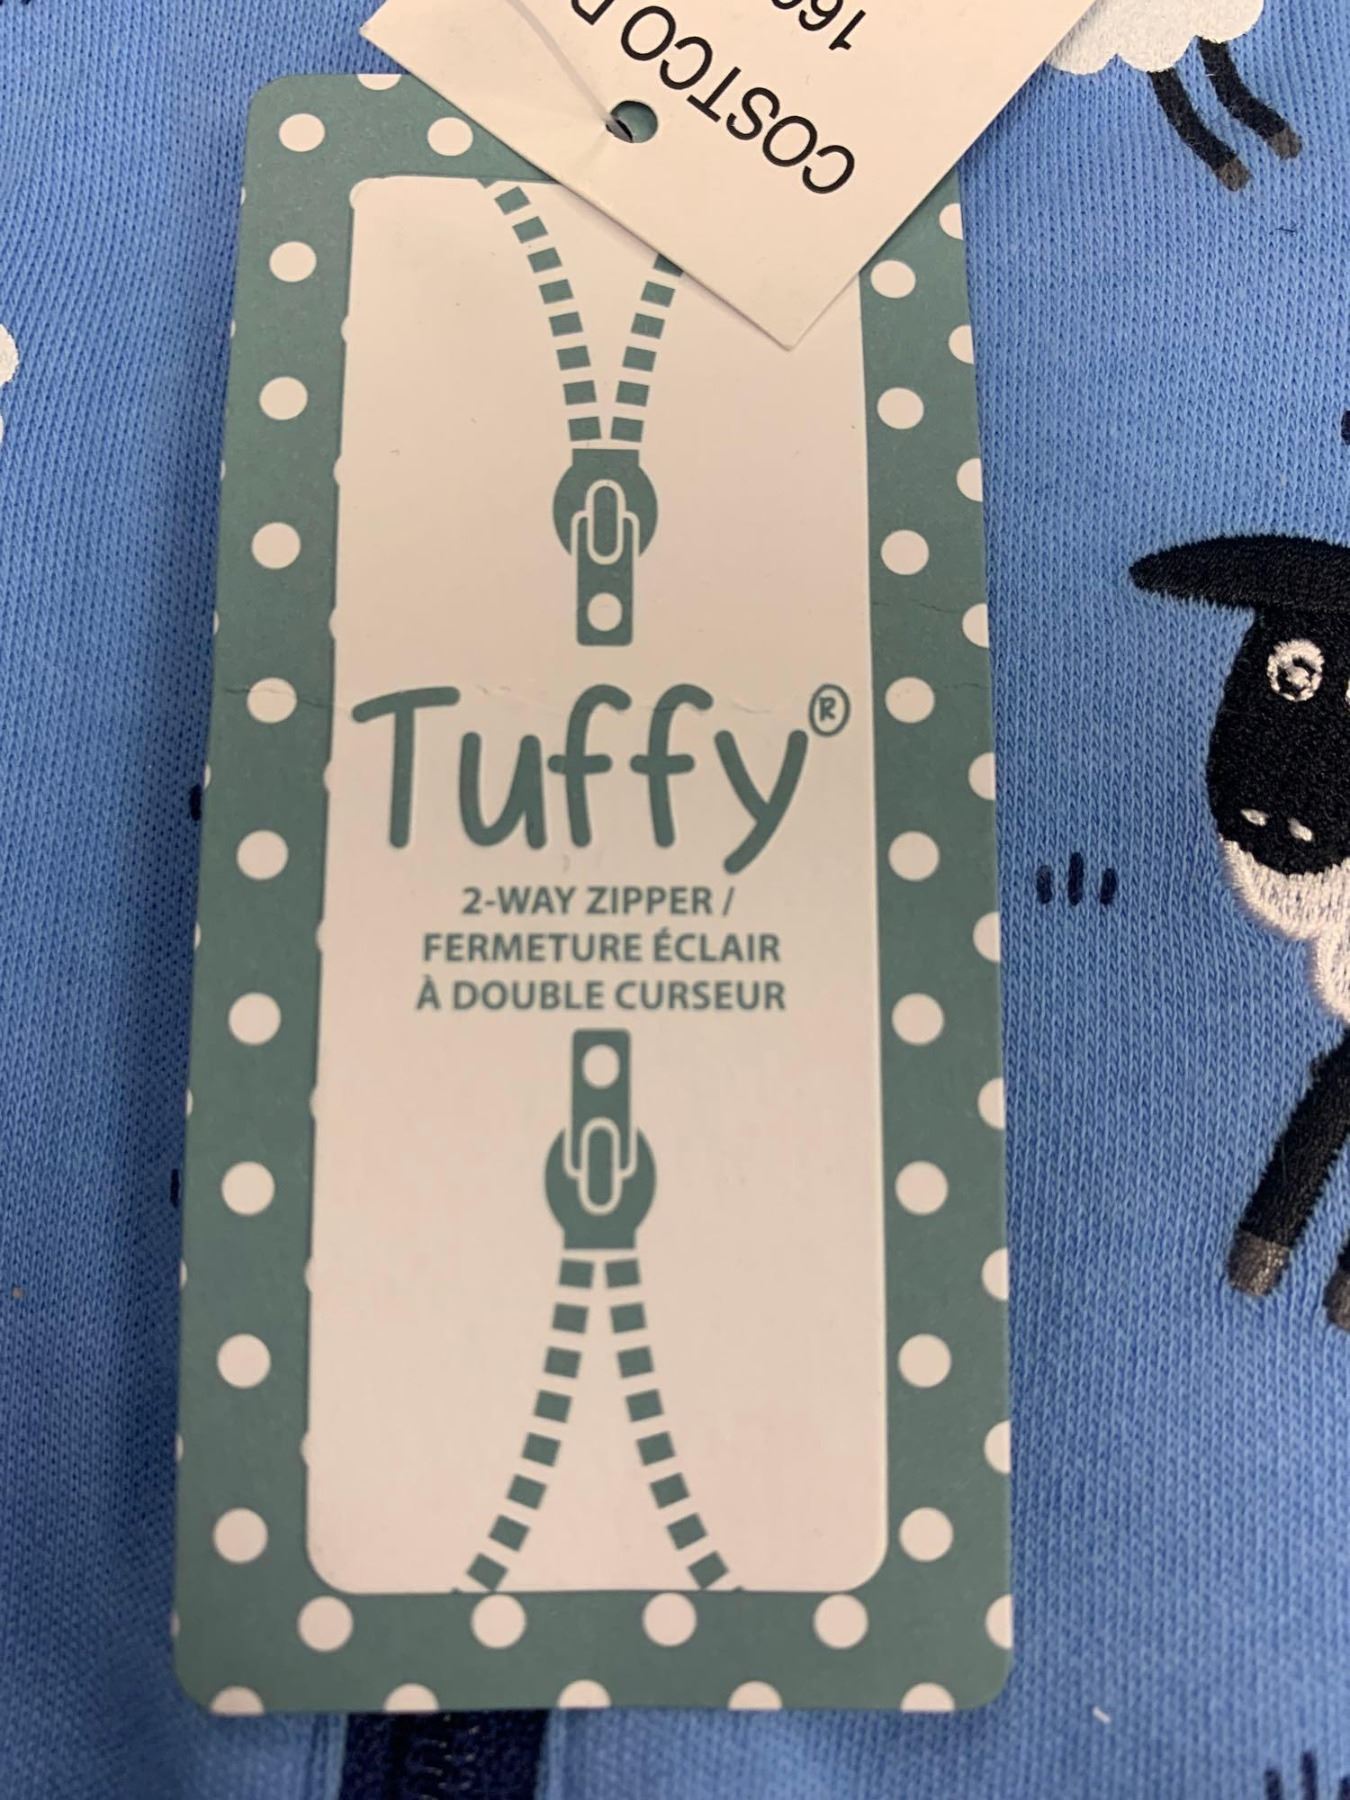 COSTCO
Tuffy®
2-WAY ZIPPER /
FERMETURE ÉCLAIR
À DOUBLE CURSEUR